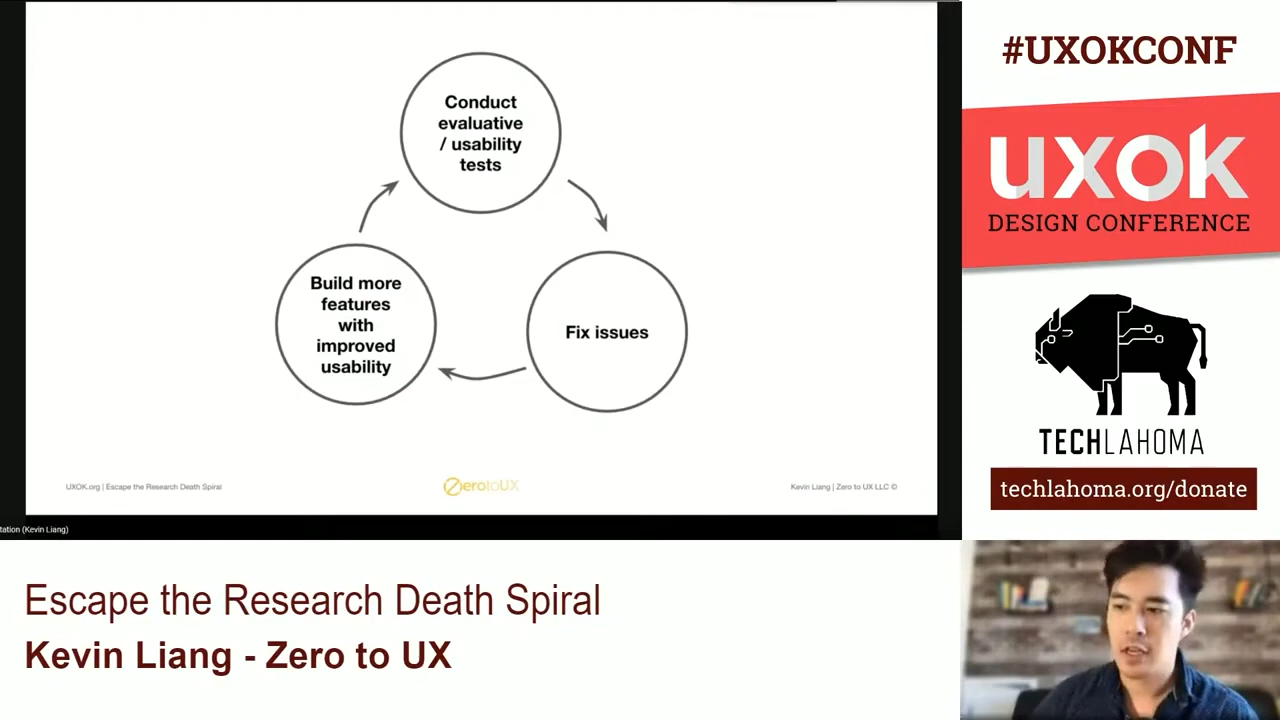 Conduct
evaluative
/ usability
tests
Fix issues
Build more
features
with
improved
usability
UXOK.org | Escape the Research Death Spiral
ZerotoUX
Kevin Liang | Zero to UX LLC ©
tation (Kevin Liang)
#UXOKCONF
uxok
DESIGN CONFERENCE
TECHLAHOMA
techlahoma.org/donate
Escape the Research Death Spiral
Kevin Liang - Zero to UX